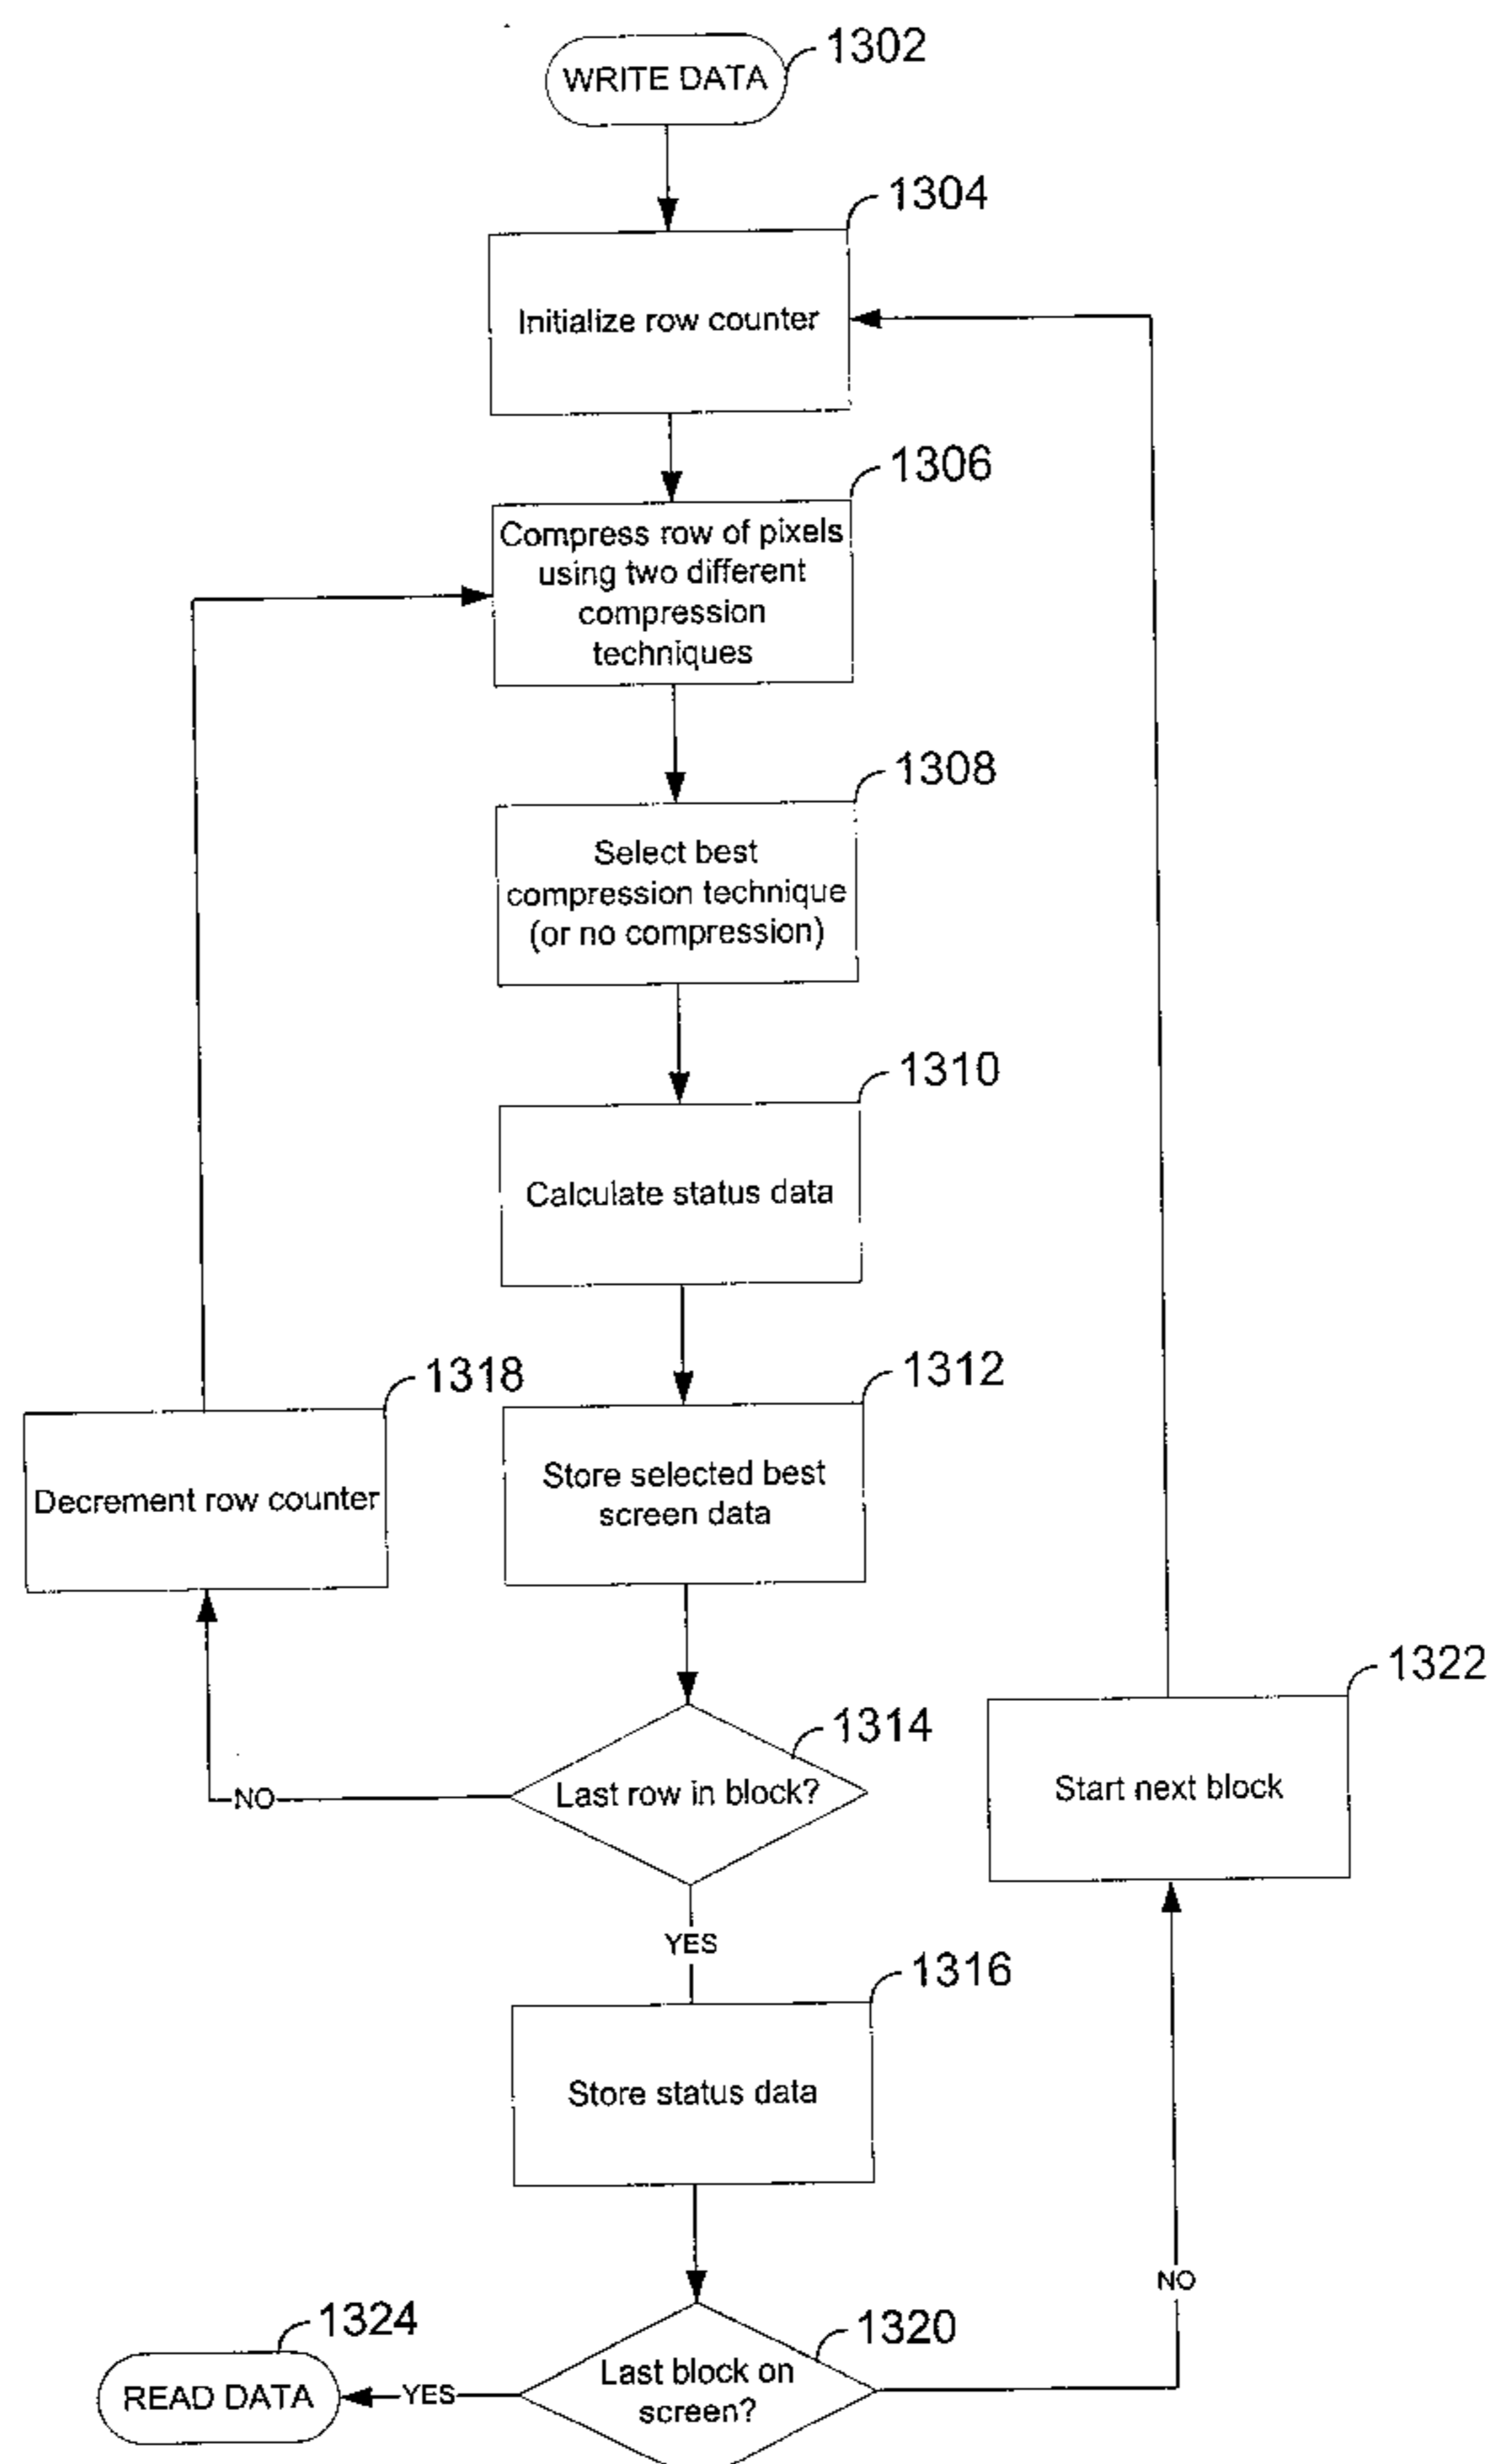 WRITE DATA
1302
1304
Initialize row counter
1306
Compress row of pixels
using two different
compression
techniques
1308
Select best
compression technique
(or no compression)
1310
Calculate status data
1312
Store selected best
screen data
1318
Decrement row counter
1314
Last row in block?
NO
YES
1322
Start next block
1316
Store status data
NO
1320
Last block on
screen?
YES
1324
READ DATA